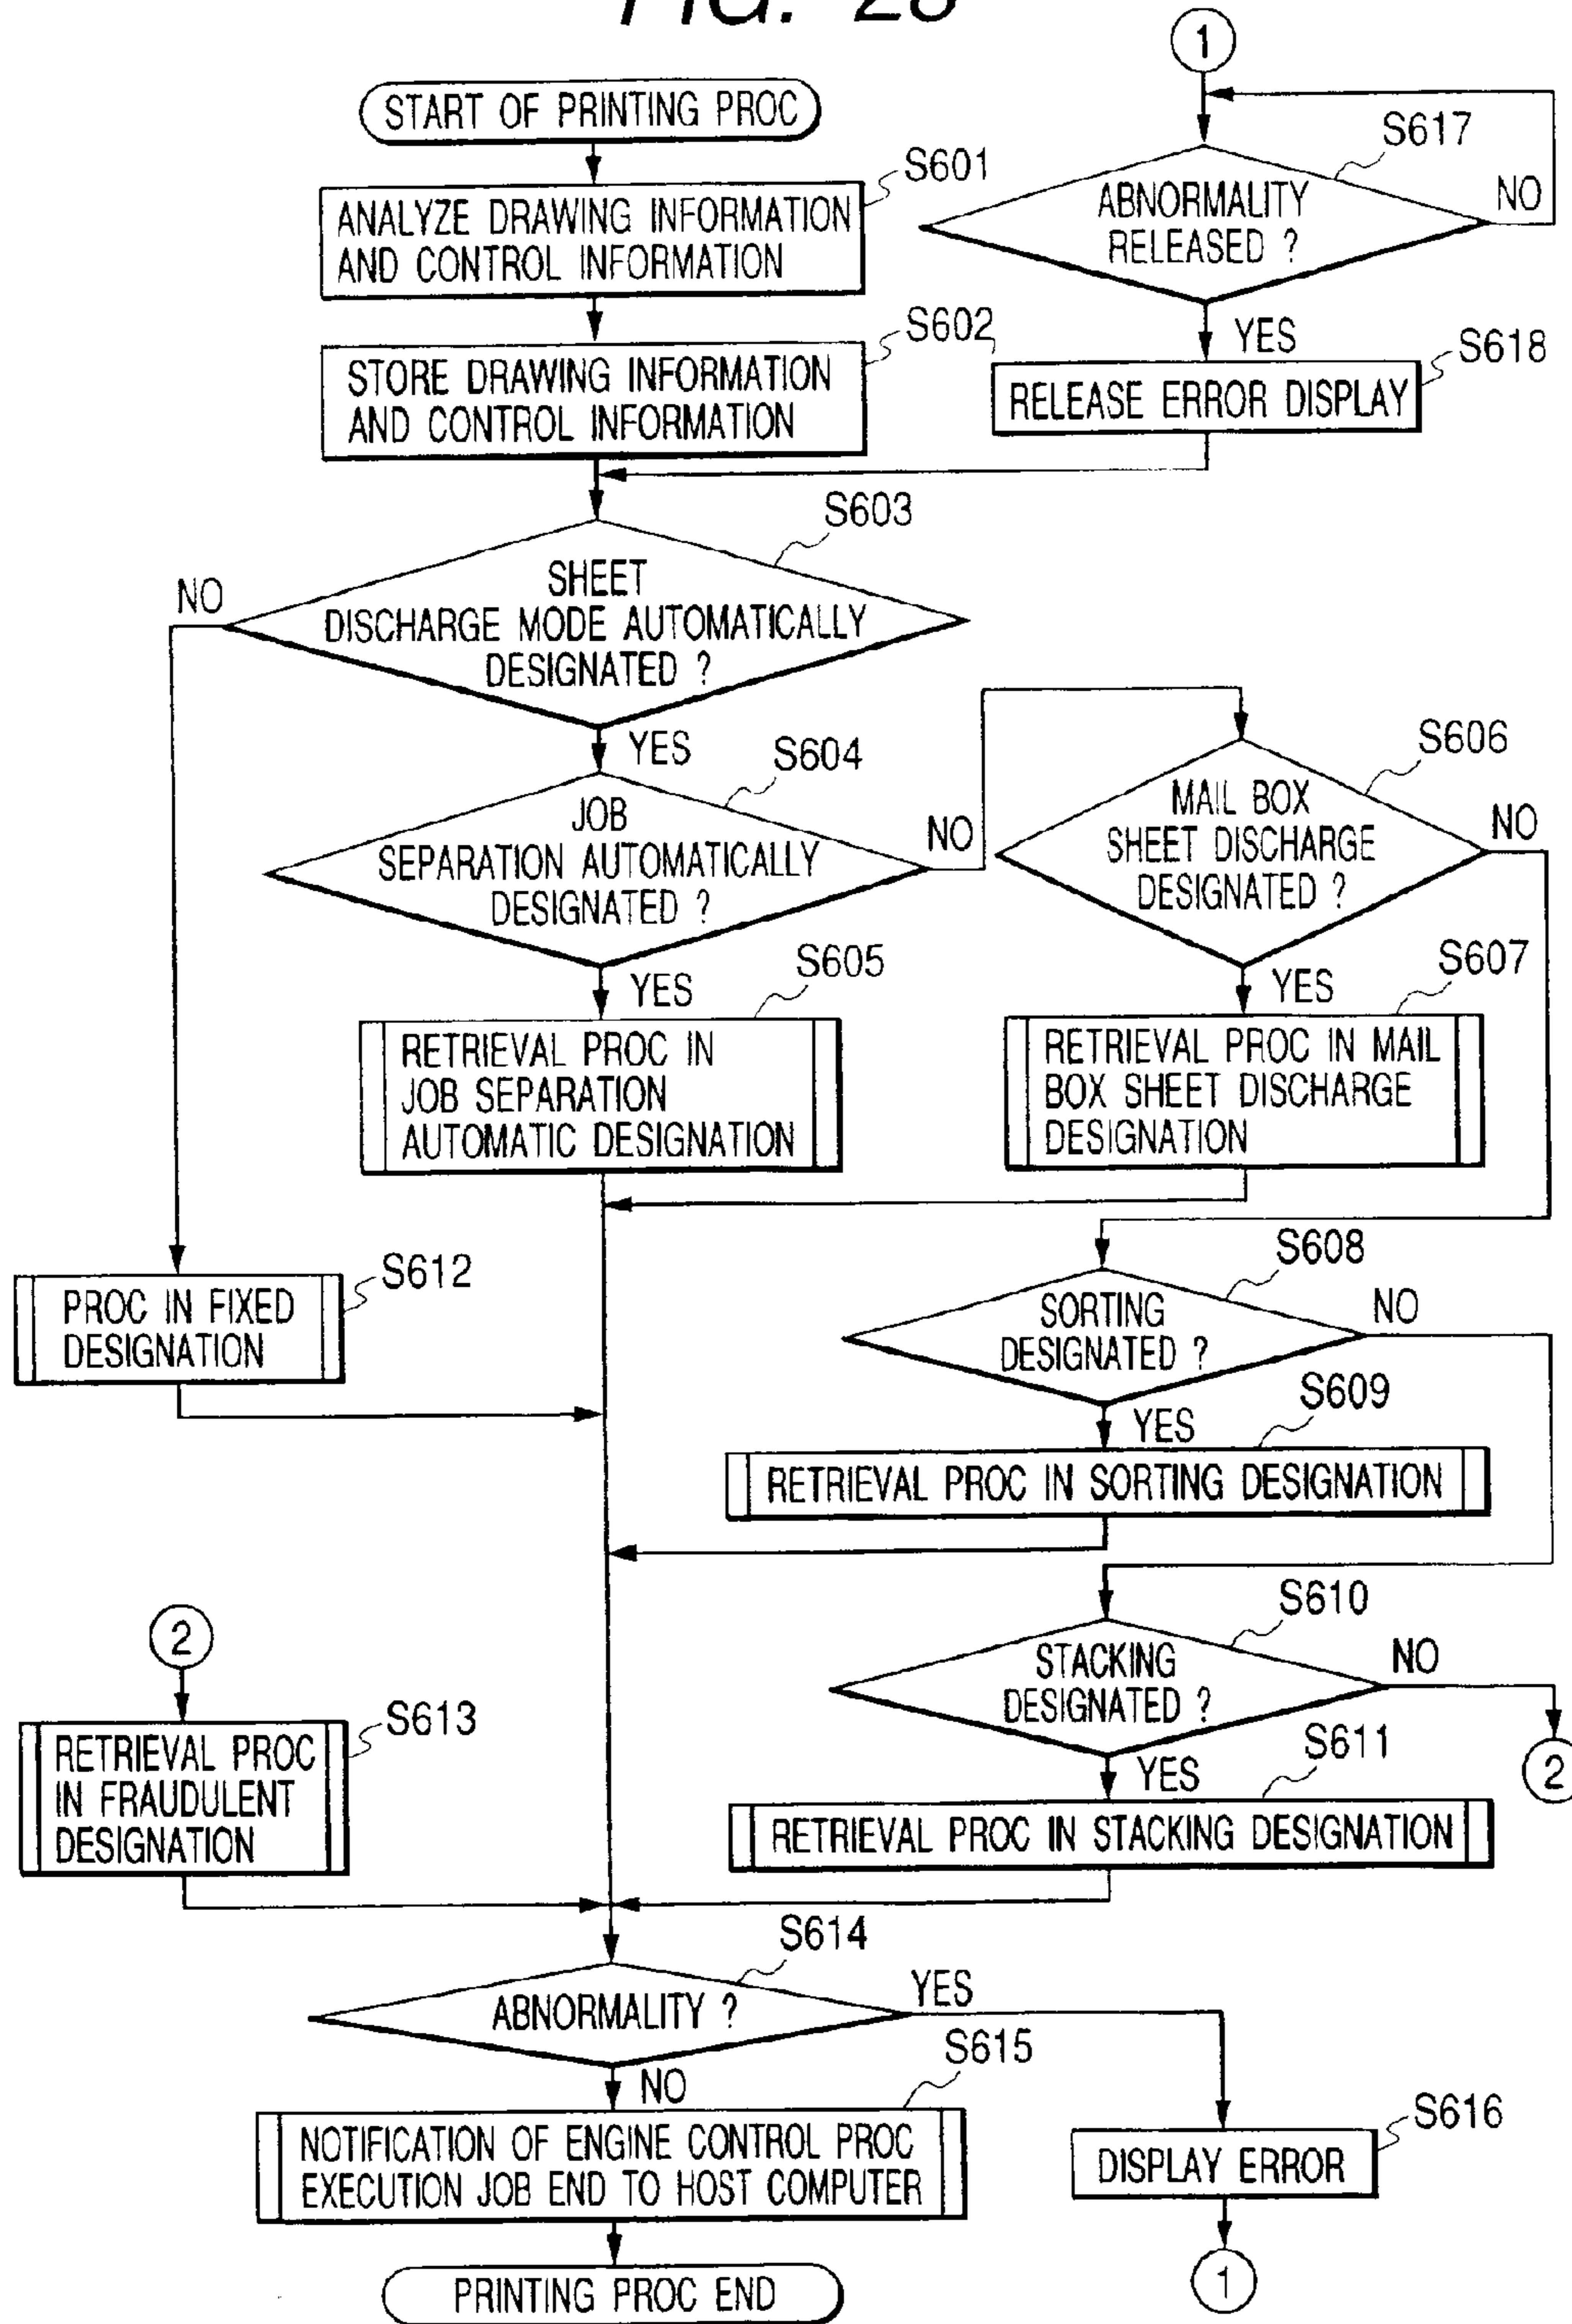 FIG. 28
1
START OF PRINTING PROC
S601
ANALYZE DRAWING INFORMATION
AND CONTROL INFORMATION
S617
ABNORMALITY
RELEASED ?
NO
YES
S602
STORE DRAWING INFORMATION
AND CONTROL INFORMATION
S618
RELEASE ERROR DISPLAY
S603
NO
SHEET
DISCHARGE MODE AUTOMATICALLY
DESIGNATED ?
YES
S604
JOB
SEPARATION AUTOMATICALLY
DESIGNATED ?
NO
S606
MAIL BOX
SHEET DISCHARGE
DESIGNATED ?
NO
YES
S605
RETRIEVAL PROC IN
JOB SEPARATION
AUTOMATIC DESIGNATION
YES
S607
RETRIEVAL PROC IN MAIL
BOX SHEET DISCHARGE
DESIGNATION
S612
PROC IN FIXED
DESIGNATION
S608
SORTING
DESIGNATED ?
NO
YES
S609
RETRIEVAL PROC IN SORTING DESIGNATION
S610
STACKING
DESIGNATED ?
NO
2
2
S613
RETRIEVAL PROC
IN FRAUDULENT
DESIGNATION
YES
S611
RETRIEVAL PROC IN STACKING DESIGNATION
S614
ABNORMALITY ?
YES
NO
S615
NOTIFICATION OF ENGINE CONTROL PROC
EXECUTION JOB END TO HOST COMPUTER
S616
DISPLAY ERROR
1
PRINTING PROC END